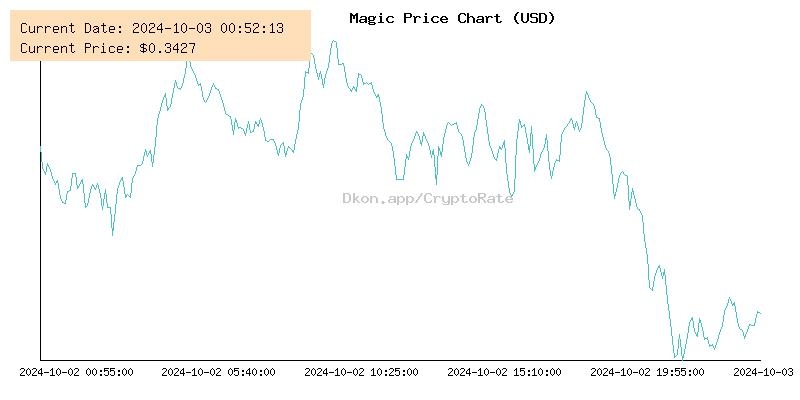 Magic Price Chart (USD)
Current Date: 2024-10-03 00:52:13
Current Price: $0.3427
Dkon.app/CryptoRate
2024-10-02 00:55:00 2024-10-02 05:40:00 2024-10-02 10:25:00 2024-10-02 15:10:00 2024-10-02 19:55:00 2024-10-03